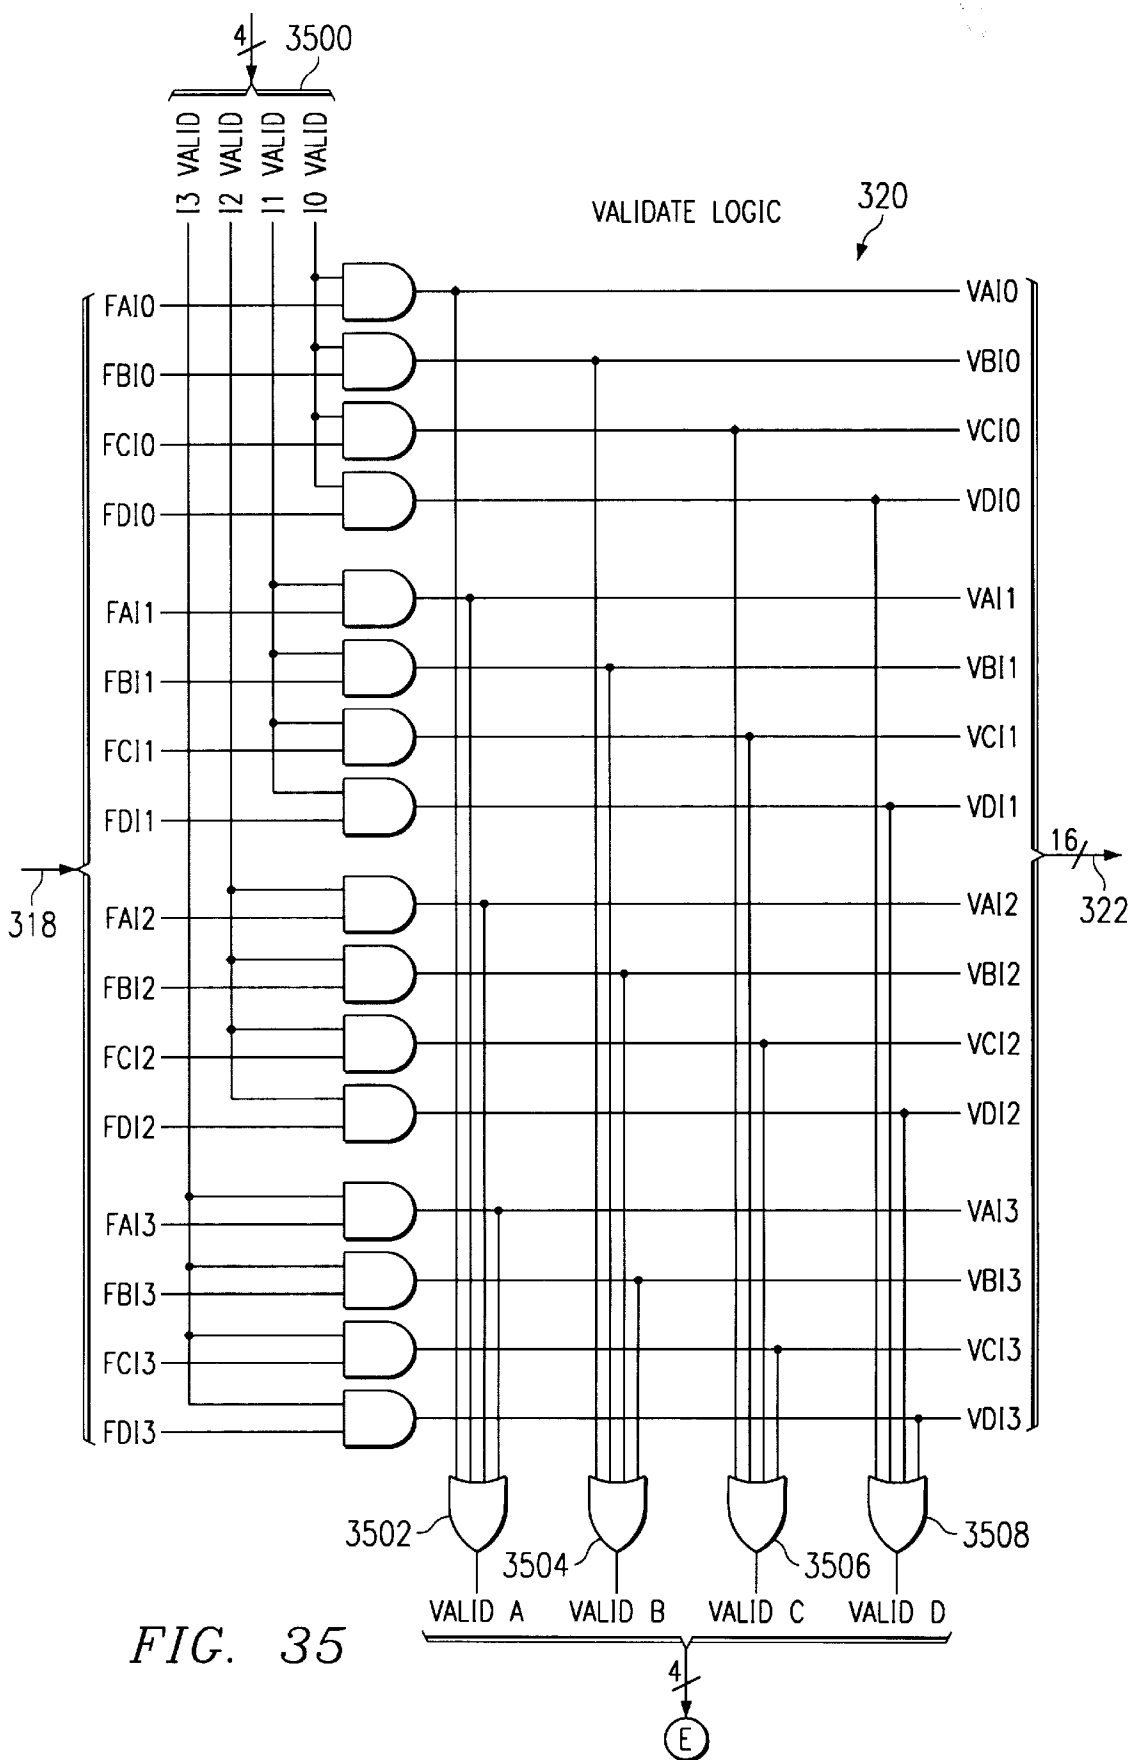 4
3500
I3 VALID
I2 VALID
I1 VALID
I0 VALID
VALIDATE LOGIC
320
FAI0
VAI0
FBI0
VBI0
FCI0
VCI0
FDI0
VDI0
FAI1
VAI1
FBI1
VBI1
FCI1
VCI1
FDI1
VDI1
16
318
322
FAI2
VAI2
FBI2
VBI2
FCI2
VCI2
FDI2
VDI2
FAI3
VAI3
FBI3
VBI3
FCI3
VCI3
FDI3
VDI3
3502
3504
3506
3508
VALID A
VALID B
VALID C
VALID D
FIG. 35
4
E